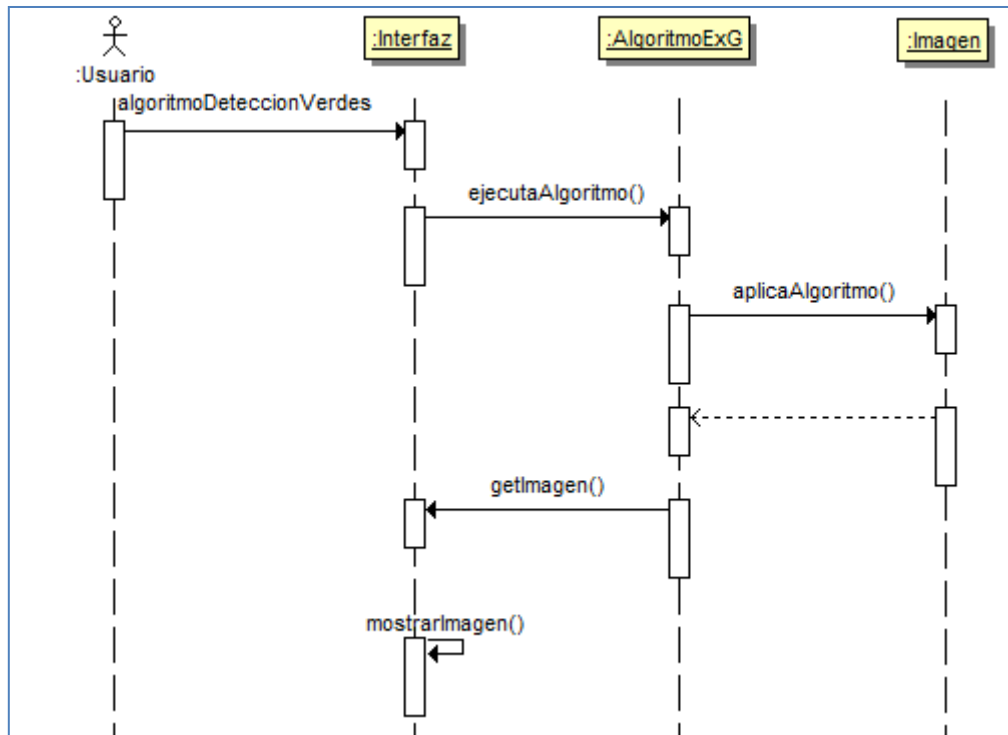 :Usuario
:Interfaz
:AlgoritmoExG
:Imagen
algoritmoDeteccionVerdes
ejecutaAlgoritmo()
aplicaAlgoritmo()
getImagen()
mostrarImagen()